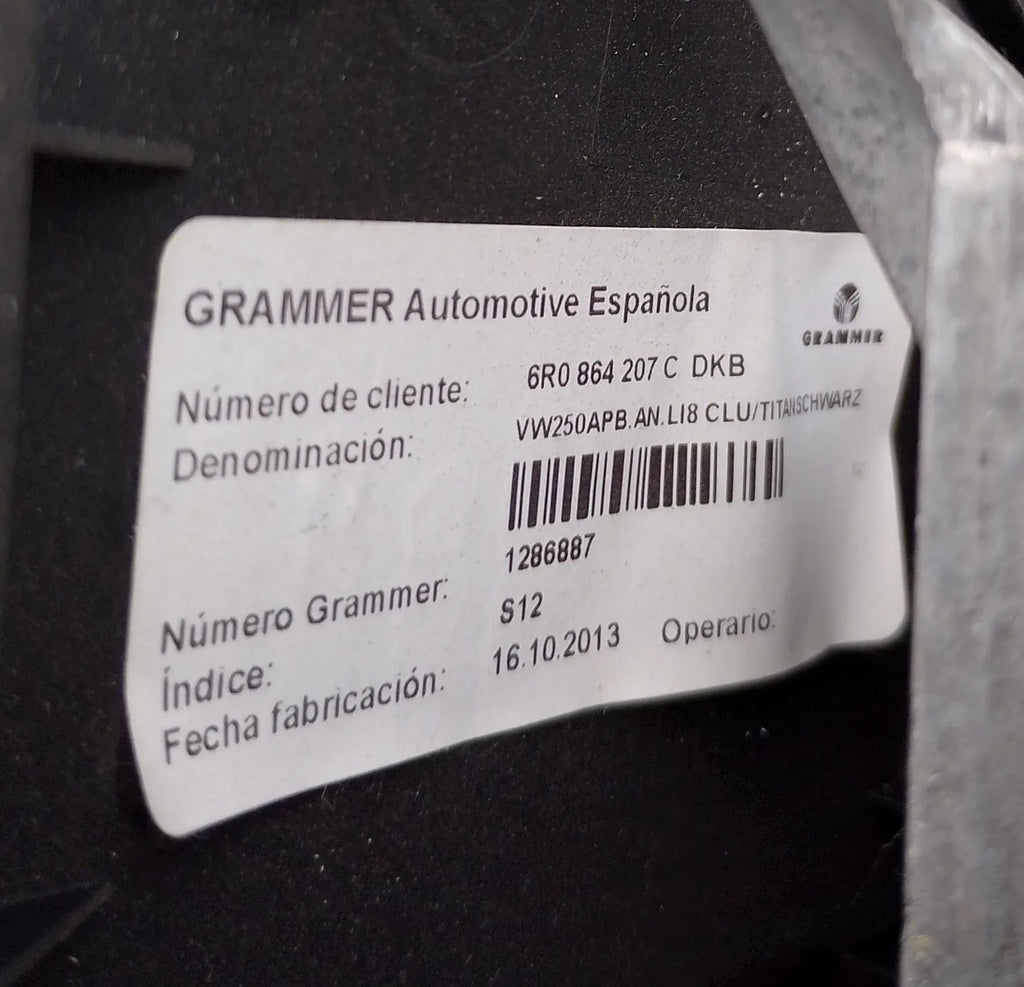 GRAMMER Automotive Española
GRAMMER
Número de cliente: 6R0 864 207 C DKB
Denominación: VW250APB.AN.LI8 CLU/TITANSCHWARZ
Número Grammer: 1286887
Índice: S12
Fecha fabricación: 16.10.2013 Operario: